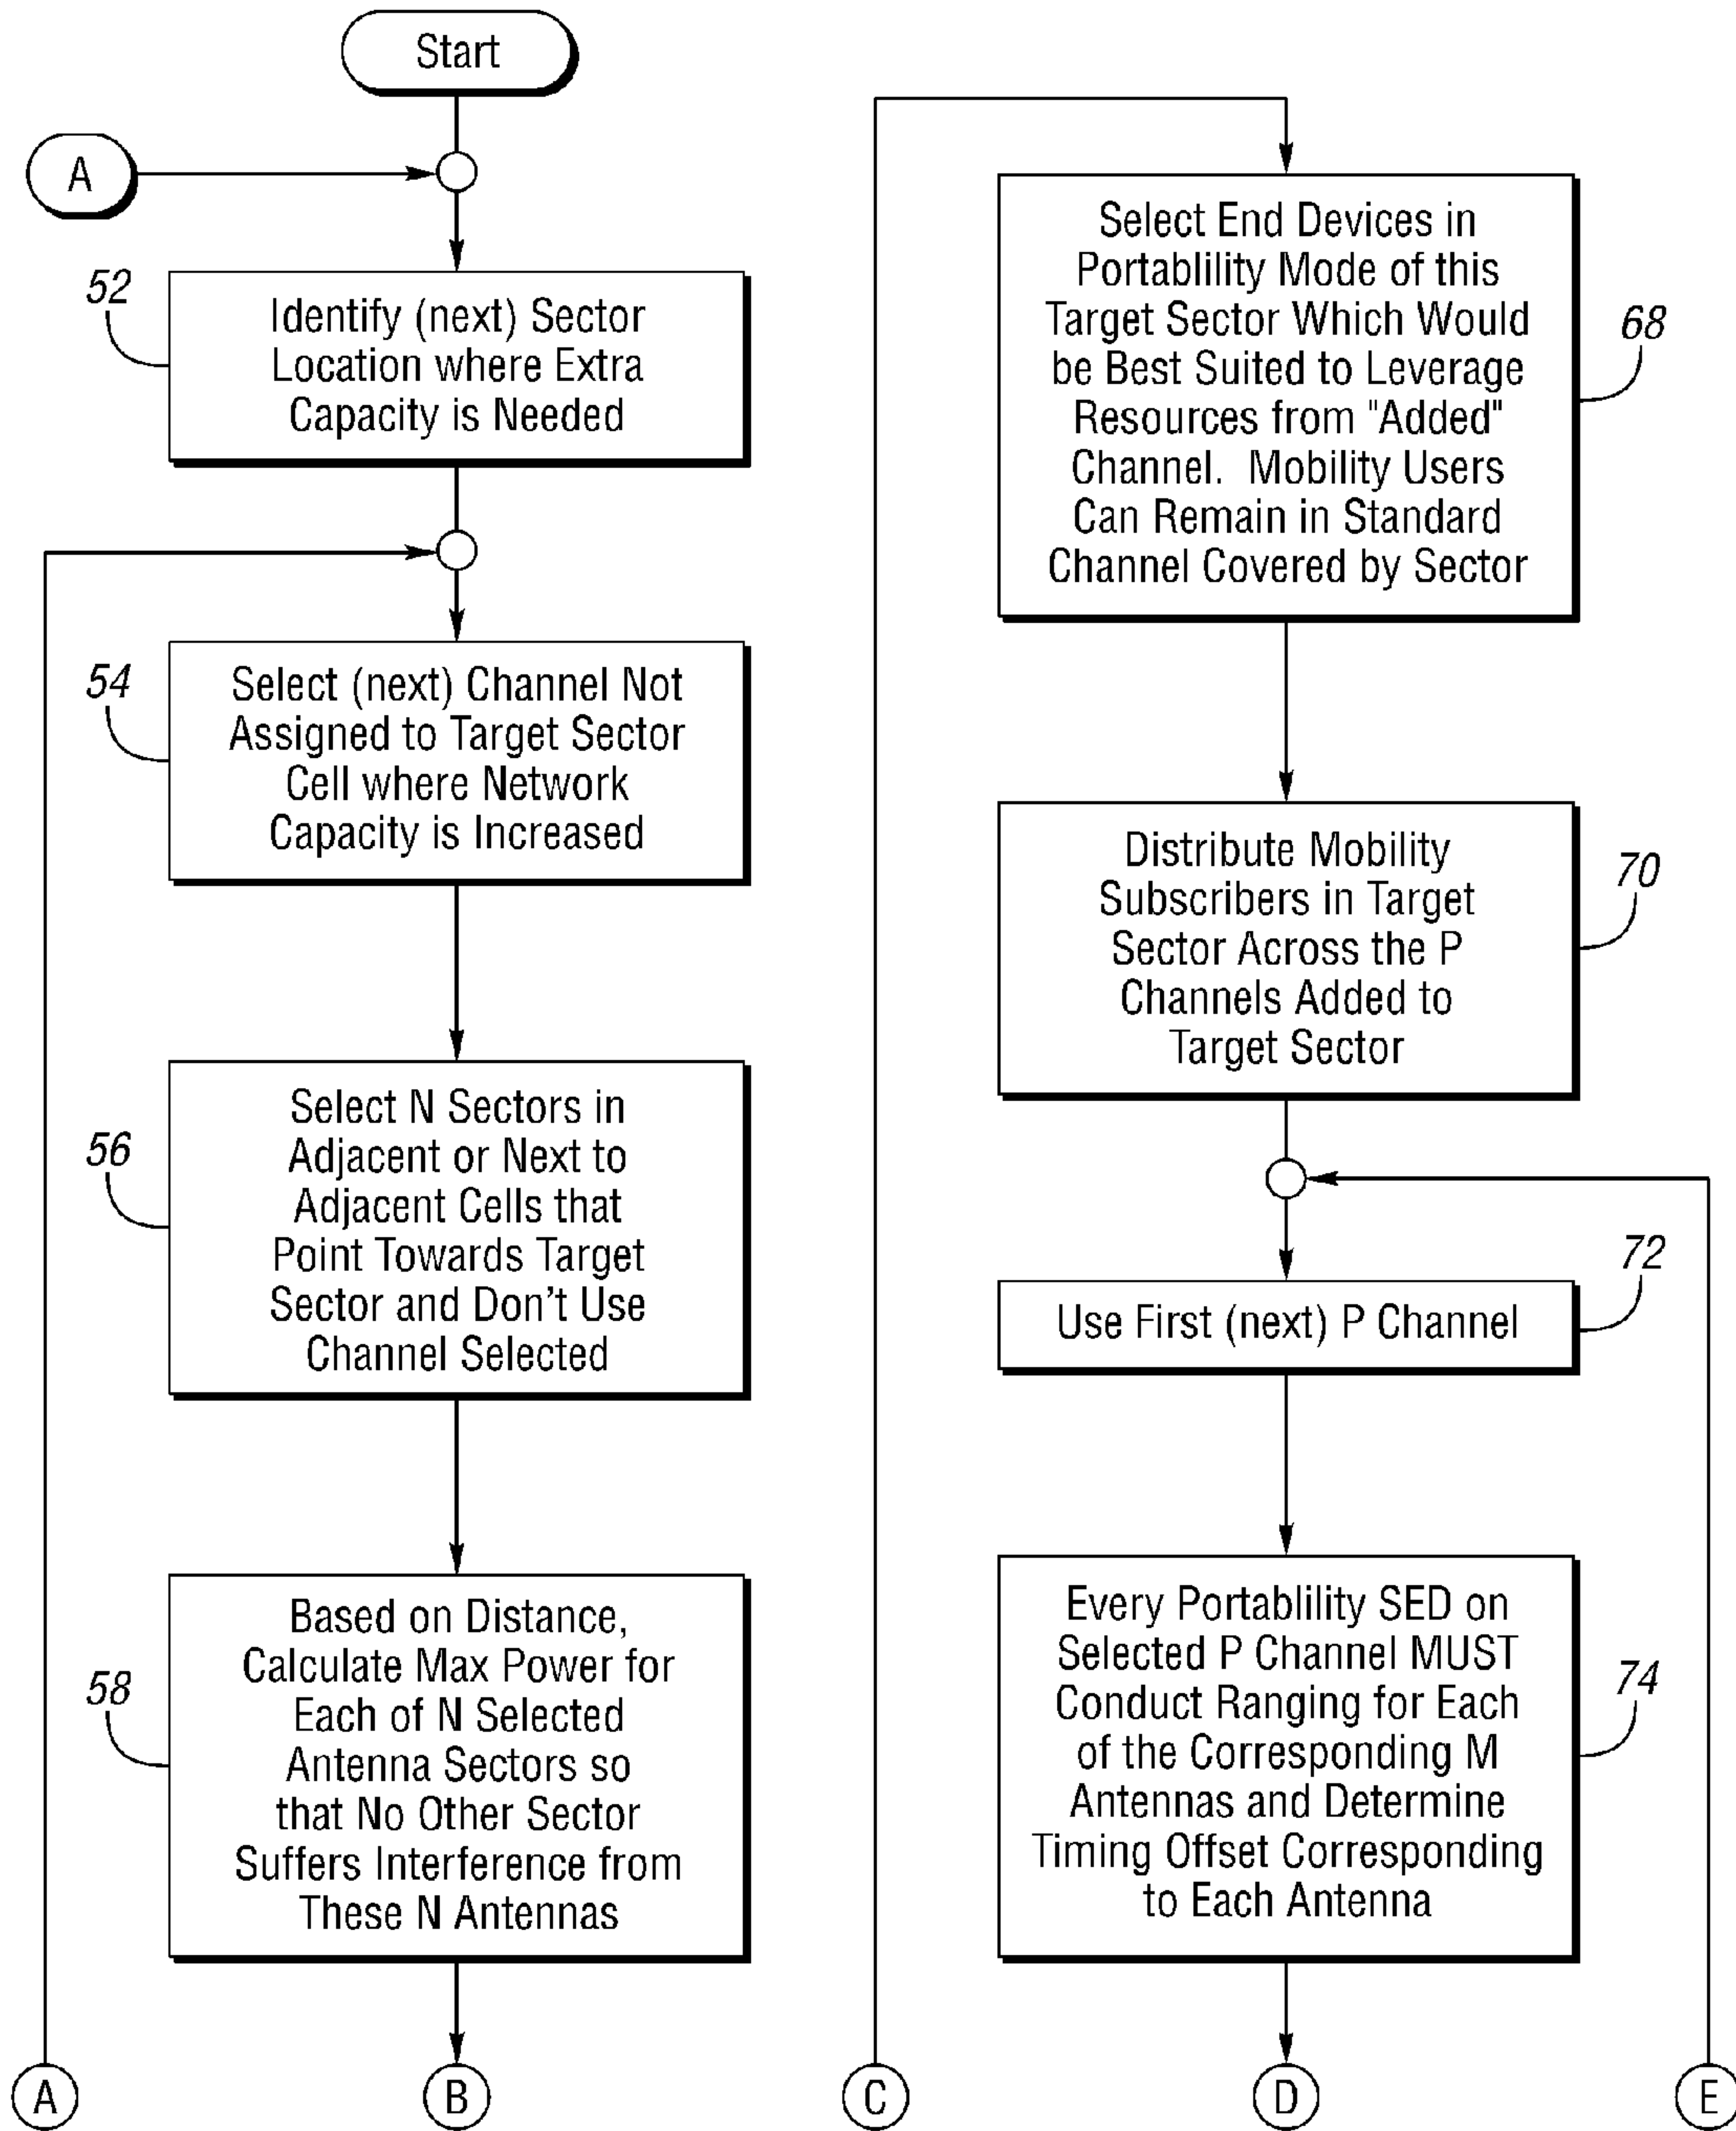 Start
A
52
Identify (next) Sector
Location where Extra
Capacity is Needed
54
Select (next) Channel Not
Assigned to Target Sector
Cell where Network
Capacity is Increased
56
Select N Sectors in
Adjacent or Next to
Adjacent Cells that
Point Towards Target
Sector and Don't Use
Channel Selected
58
Based on Distance,
Calculate Max Power for
Each of N Selected
Antenna Sectors so
that No Other Sector
Suffers Interference from
These N Antennas
A
B
Select End Devices in
Portablility Mode of this
Target Sector Which Would
be Best Suited to Leverage
Resources from "Added"
Channel. Mobility Users
Can Remain in Standard
Channel Covered by Sector
68
Distribute Mobility
Subscribers in Target
Sector Across the P
Channels Added to
Target Sector
70
Use First (next) P Channel
72
Every Portablility SED on
Selected P Channel MUST
Conduct Ranging for Each
of the Corresponding M
Antennas and Determine
Timing Offset Corresponding
to Each Antenna
74
C
D
E